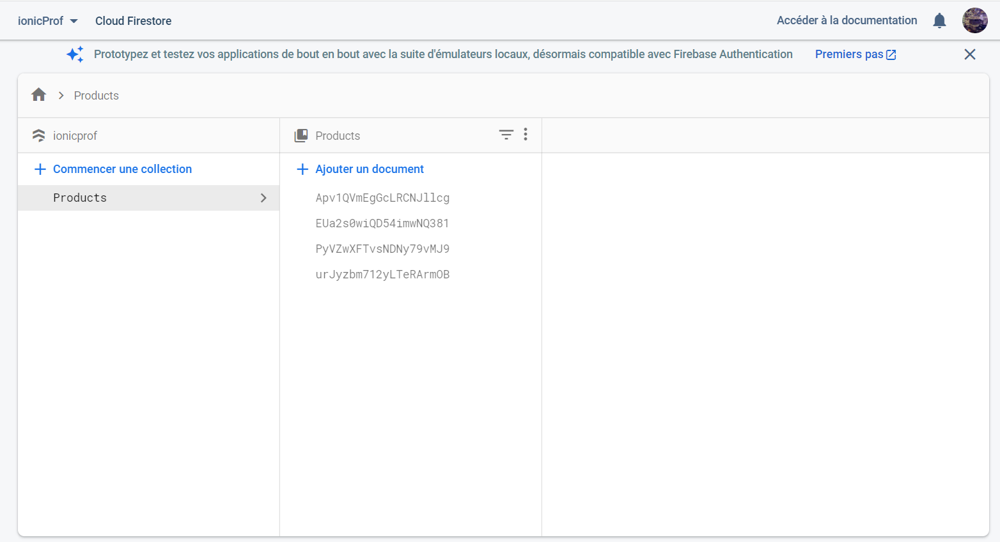 ionicProf
Cloud Firestore
Accéder à la documentation
Prototypez et testez vos applications de bout en bout avec la suite d'émulateurs locaux, désormais compatible avec Firebase Authentication
Premiers pas
Products
ionicprof
Products
Commencer une collection
Ajouter un document
Products
Apv1QVmEgGcLRCNJllcg
EUa2s0wiQD54imwNQ381
PyVZwXFTvsNDNy79vMJ9
urJyzbm712yLTeRArmOB